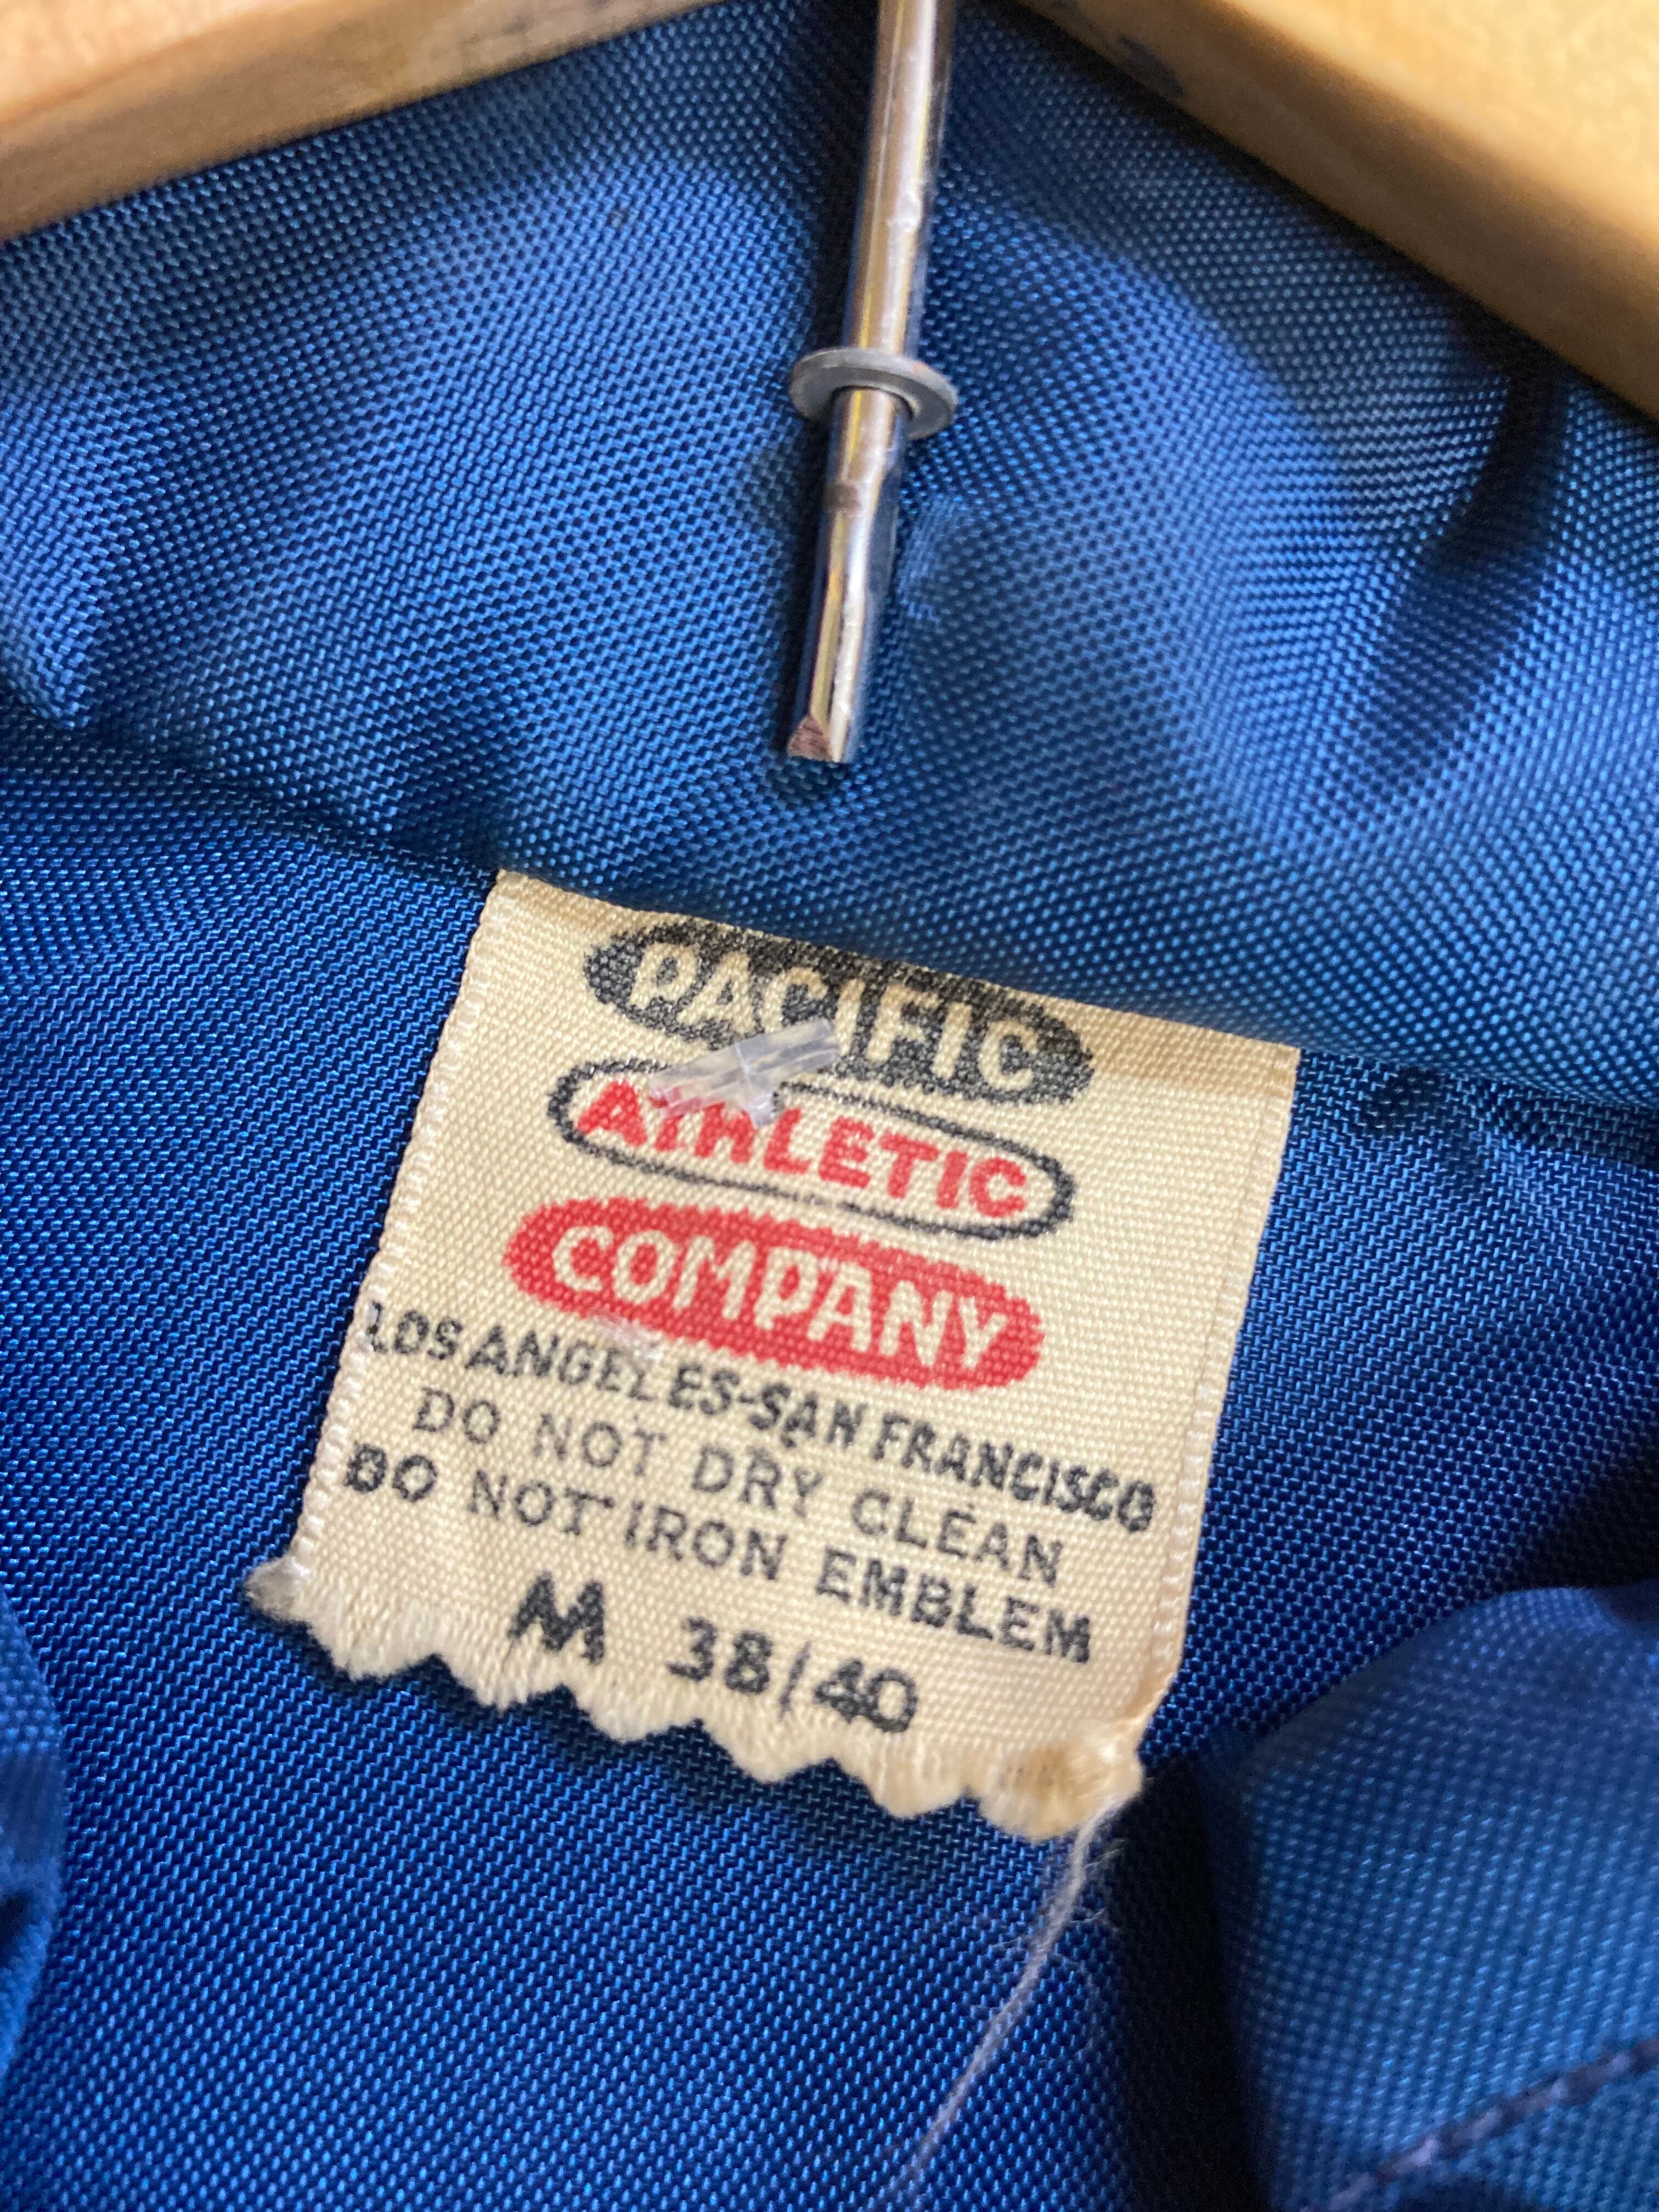 PACIFIC
ATHLETIC
COMPANY
LOS ANGELES-SAN FRANCISCO
DO NOT DRY CLEAN
DO NOT IRON EMBLEM
M 38/40